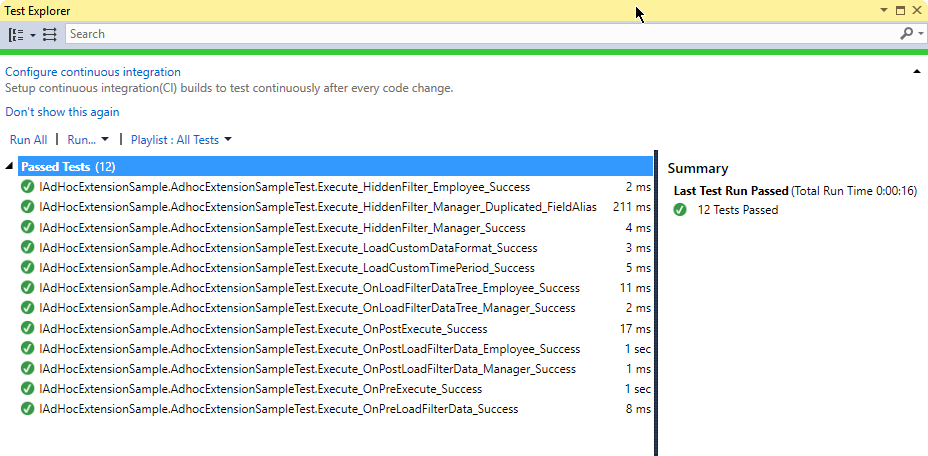 Test Explorer
Search
Configure continuous integration
Setup continuous integration(CI) builds to test continuously after every code change.
Don't show this again
Run All | Run... | Playlist : All Tests
Passed Tests (12)
IAdHocExtensionSample.AdhocExtensionSampleTest.Execute_HiddenFilter_Employee_Success 2 ms
IAdHocExtensionSample.AdhocExtensionSampleTest.Execute_HiddenFilter_Manager_Duplicated_FieldAlias 211 ms
IAdHocExtensionSample.AdhocExtensionSampleTest.Execute_HiddenFilter_Manager_Success 4 ms
IAdHocExtensionSample.AdhocExtensionSampleTest.Execute_LoadCustomDataFormat_Success 3 ms
IAdHocExtensionSample.AdhocExtensionSampleTest.Execute_LoadCustomTimePeriod_Success 5 ms
IAdHocExtensionSample.AdhocExtensionSampleTest.Execute_OnLoadFilterDataTree_Employee_Success 11 ms
IAdHocExtensionSample.AdhocExtensionSampleTest.Execute_OnLoadFilterDataTree_Manager_Success 2 ms
IAdHocExtensionSample.AdhocExtensionSampleTest.Execute_OnPostExecute_Success 17 ms
IAdHocExtensionSample.AdhocExtensionSampleTest.Execute_OnPostLoadFilterData_Employee_Success 1 sec
IAdHocExtensionSample.AdhocExtensionSampleTest.Execute_OnPostLoadFilterData_Manager_Success 1 ms
IAdHocExtensionSample.AdhocExtensionSampleTest.Execute_OnPreExecute_Success 1 sec
IAdHocExtensionSample.AdhocExtensionSampleTest.Execute_OnPreLoadFilterData_Success 8 ms
Summary
Last Test Run Passed (Total Run Time 0:00:16)
12 Tests Passed